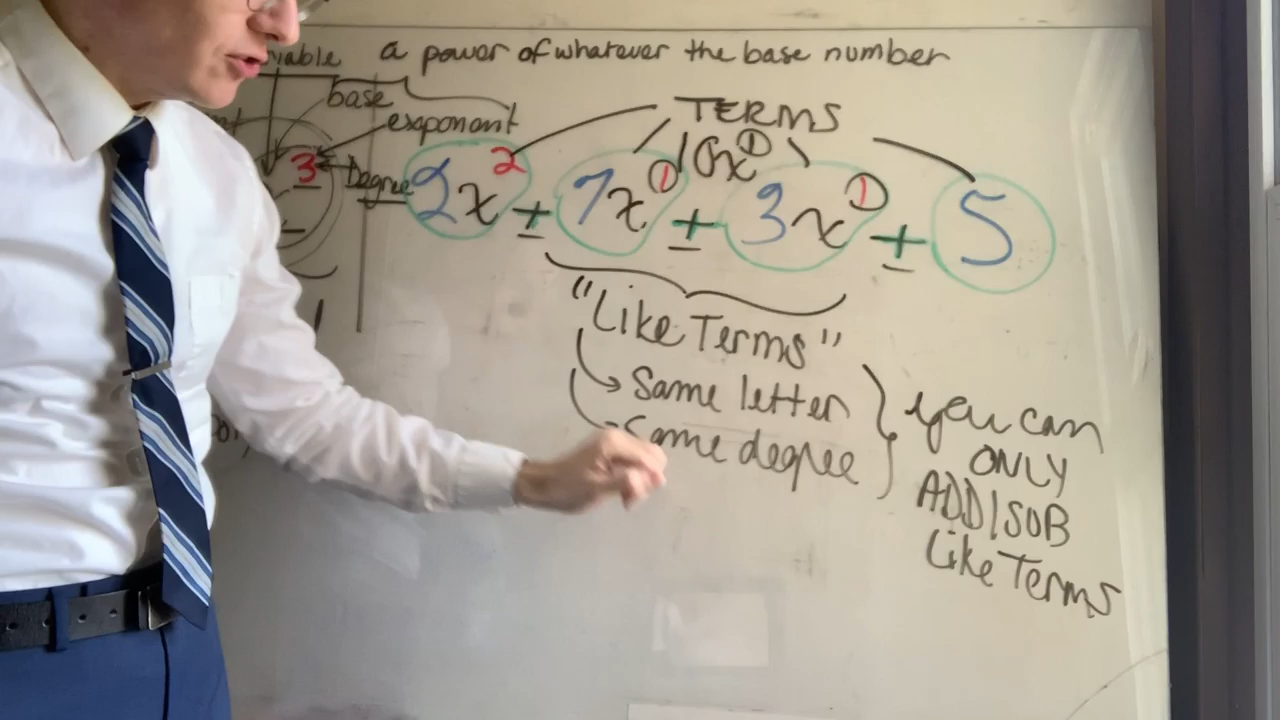 a power of whatever the base number
base
exponent
TERMS
3
Degree
2x² ± 7x¹ ± 3x¹ ± 5
"Like Terms"
Same letter
Same degree
you can
ONLY
ADD/SUB
Like Terms